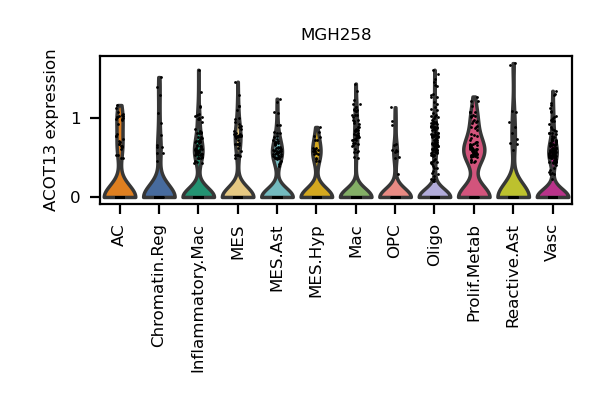 MGH258
ACOT13 expression
1
0
AC
Chromatin.Reg
Inflammatory.Mac
MES
MES.Ast
MES.Hyp
Mac
OPC
Oligo
Prolif.Metab
Reactive.Ast
Vasc